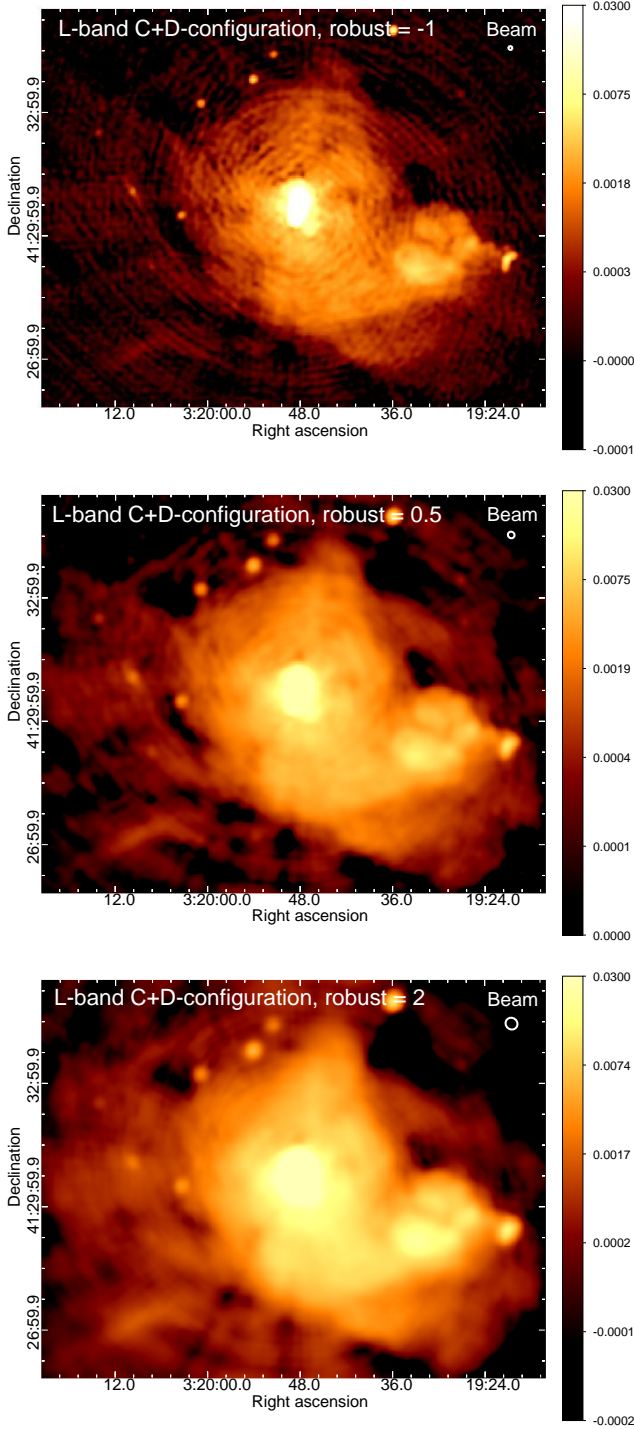 L-band C+D-configuration, robust = -1
Beam
0.0300
0.0075
0.0018
0.0003
-0.0000
-0.0001
Declination
32:59.9
41:29:59.9
26:59.9
12.0 3:20:00.0 48.0 36.0 19:24.0
Right ascension
L-band C+D-configuration, robust = 0.5
Beam
0.0300
0.0075
0.0019
0.0004
0.0001
0.0000
Declination
32:59.9
41:29:59.9
26:59.9
12.0 3:20:00.0 48.0 36.0 19:24.0
Right ascension
L-band C+D-configuration, robust = 2
Beam
0.0300
0.0074
0.0017
0.0002
-0.0001
-0.0002
Declination
32:59.9
41:29:59.9
26:59.9
12.0 3:20:00.0 48.0 36.0 19:24.0
Right ascension